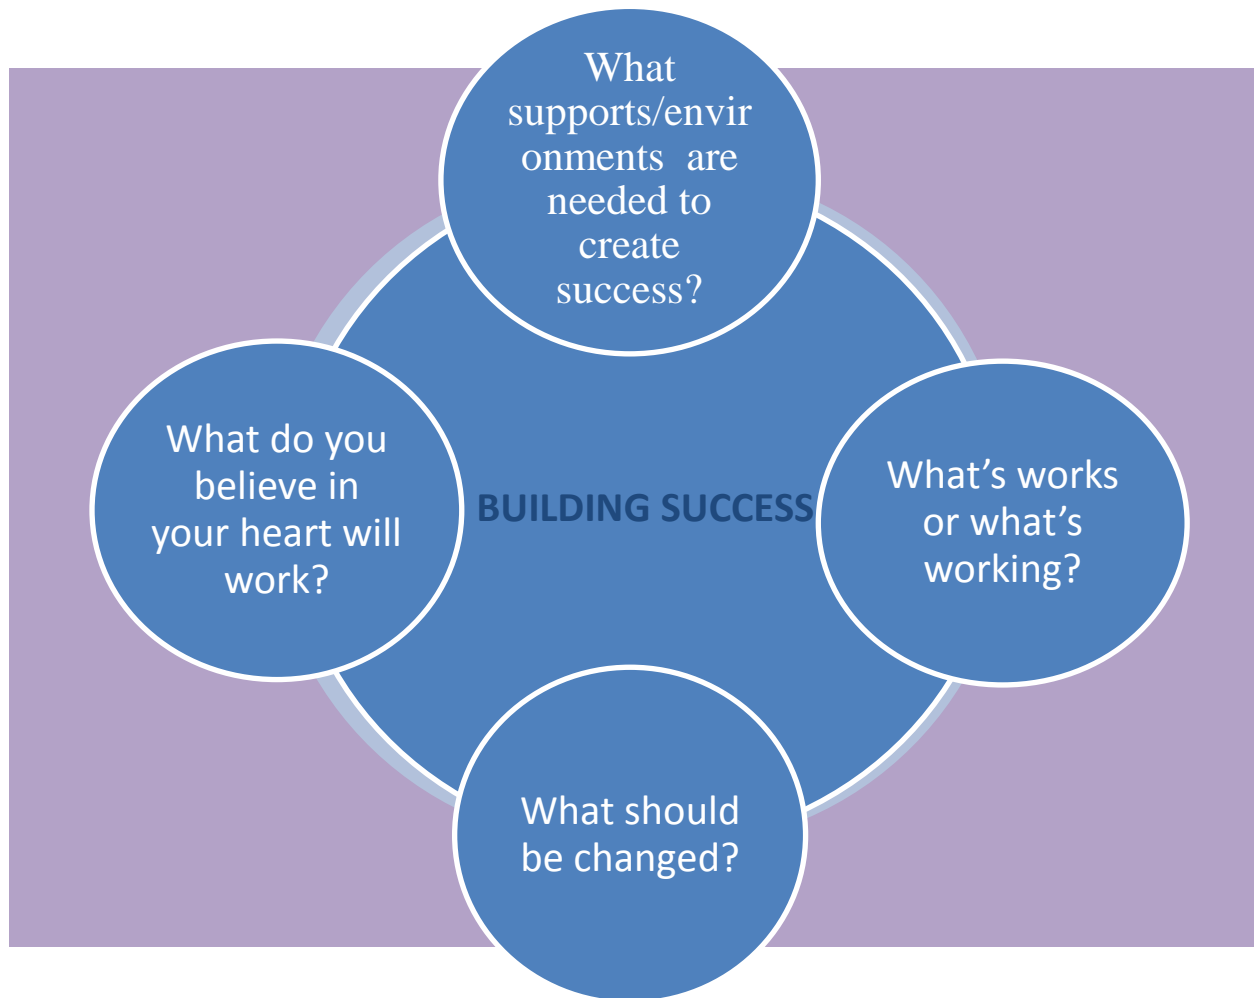 What
supports/envir
onments  are
needed to
create
success?
What do you
believe in
your heart will
work?
BUILDING SUCCESS
What’s works
or what’s
working?
What should
be changed?